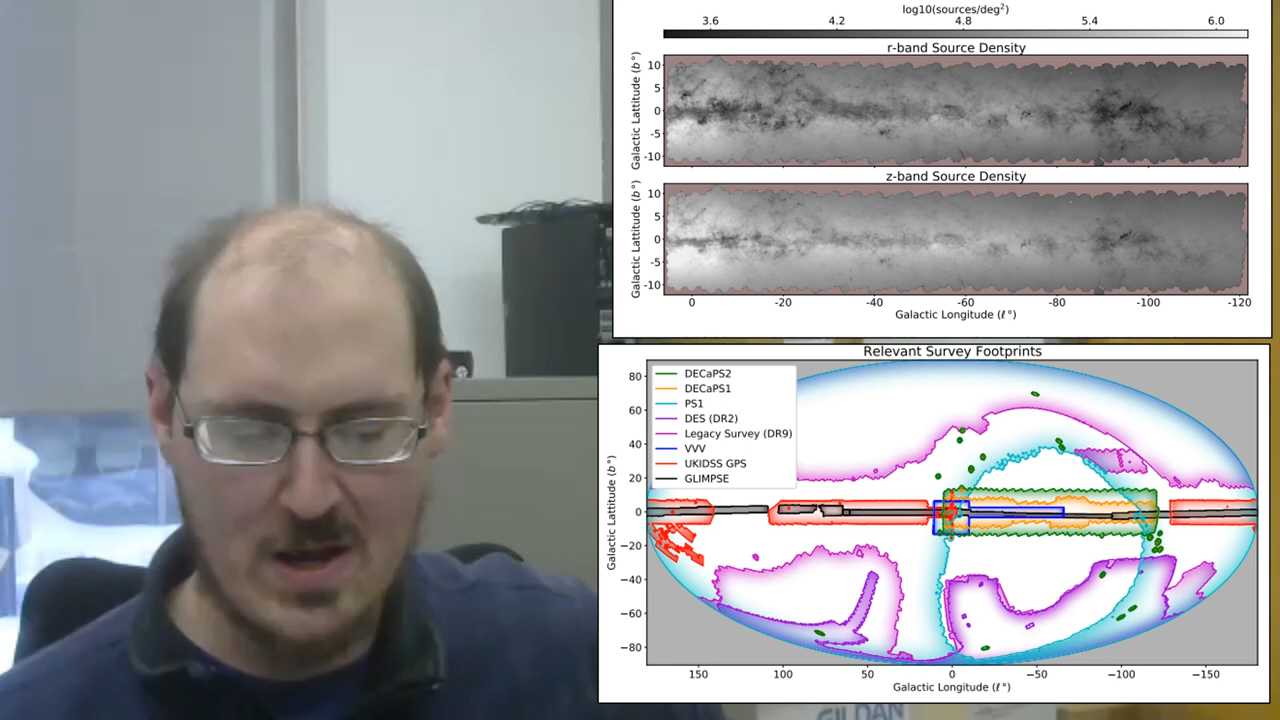 log10(sources/deg²)
3.6 4.2 4.8 5.4 6.0
r-band Source Density
Galactic Lattitude (b°)
10
5
0
-5
-10
z-band Source Density
Galactic Lattitude (b°)
10
5
0
-5
-10
0 -20 -40 -60 -80 -100 -120
Galactic Longitude (ℓ°)
Relevant Survey Footprints
DECaPS2
DECaPS1
PS1
DES (DR2)
Legacy Survey (DR9)
VVV
UKIDSS GPS
GLIMPSE
Galactic Lattitude (b°)
80
60
40
20
0
−20
−40
−60
−80
150 100 50 0 −50 −100 −150
Galactic Longitude (ℓ°)
GILDAN